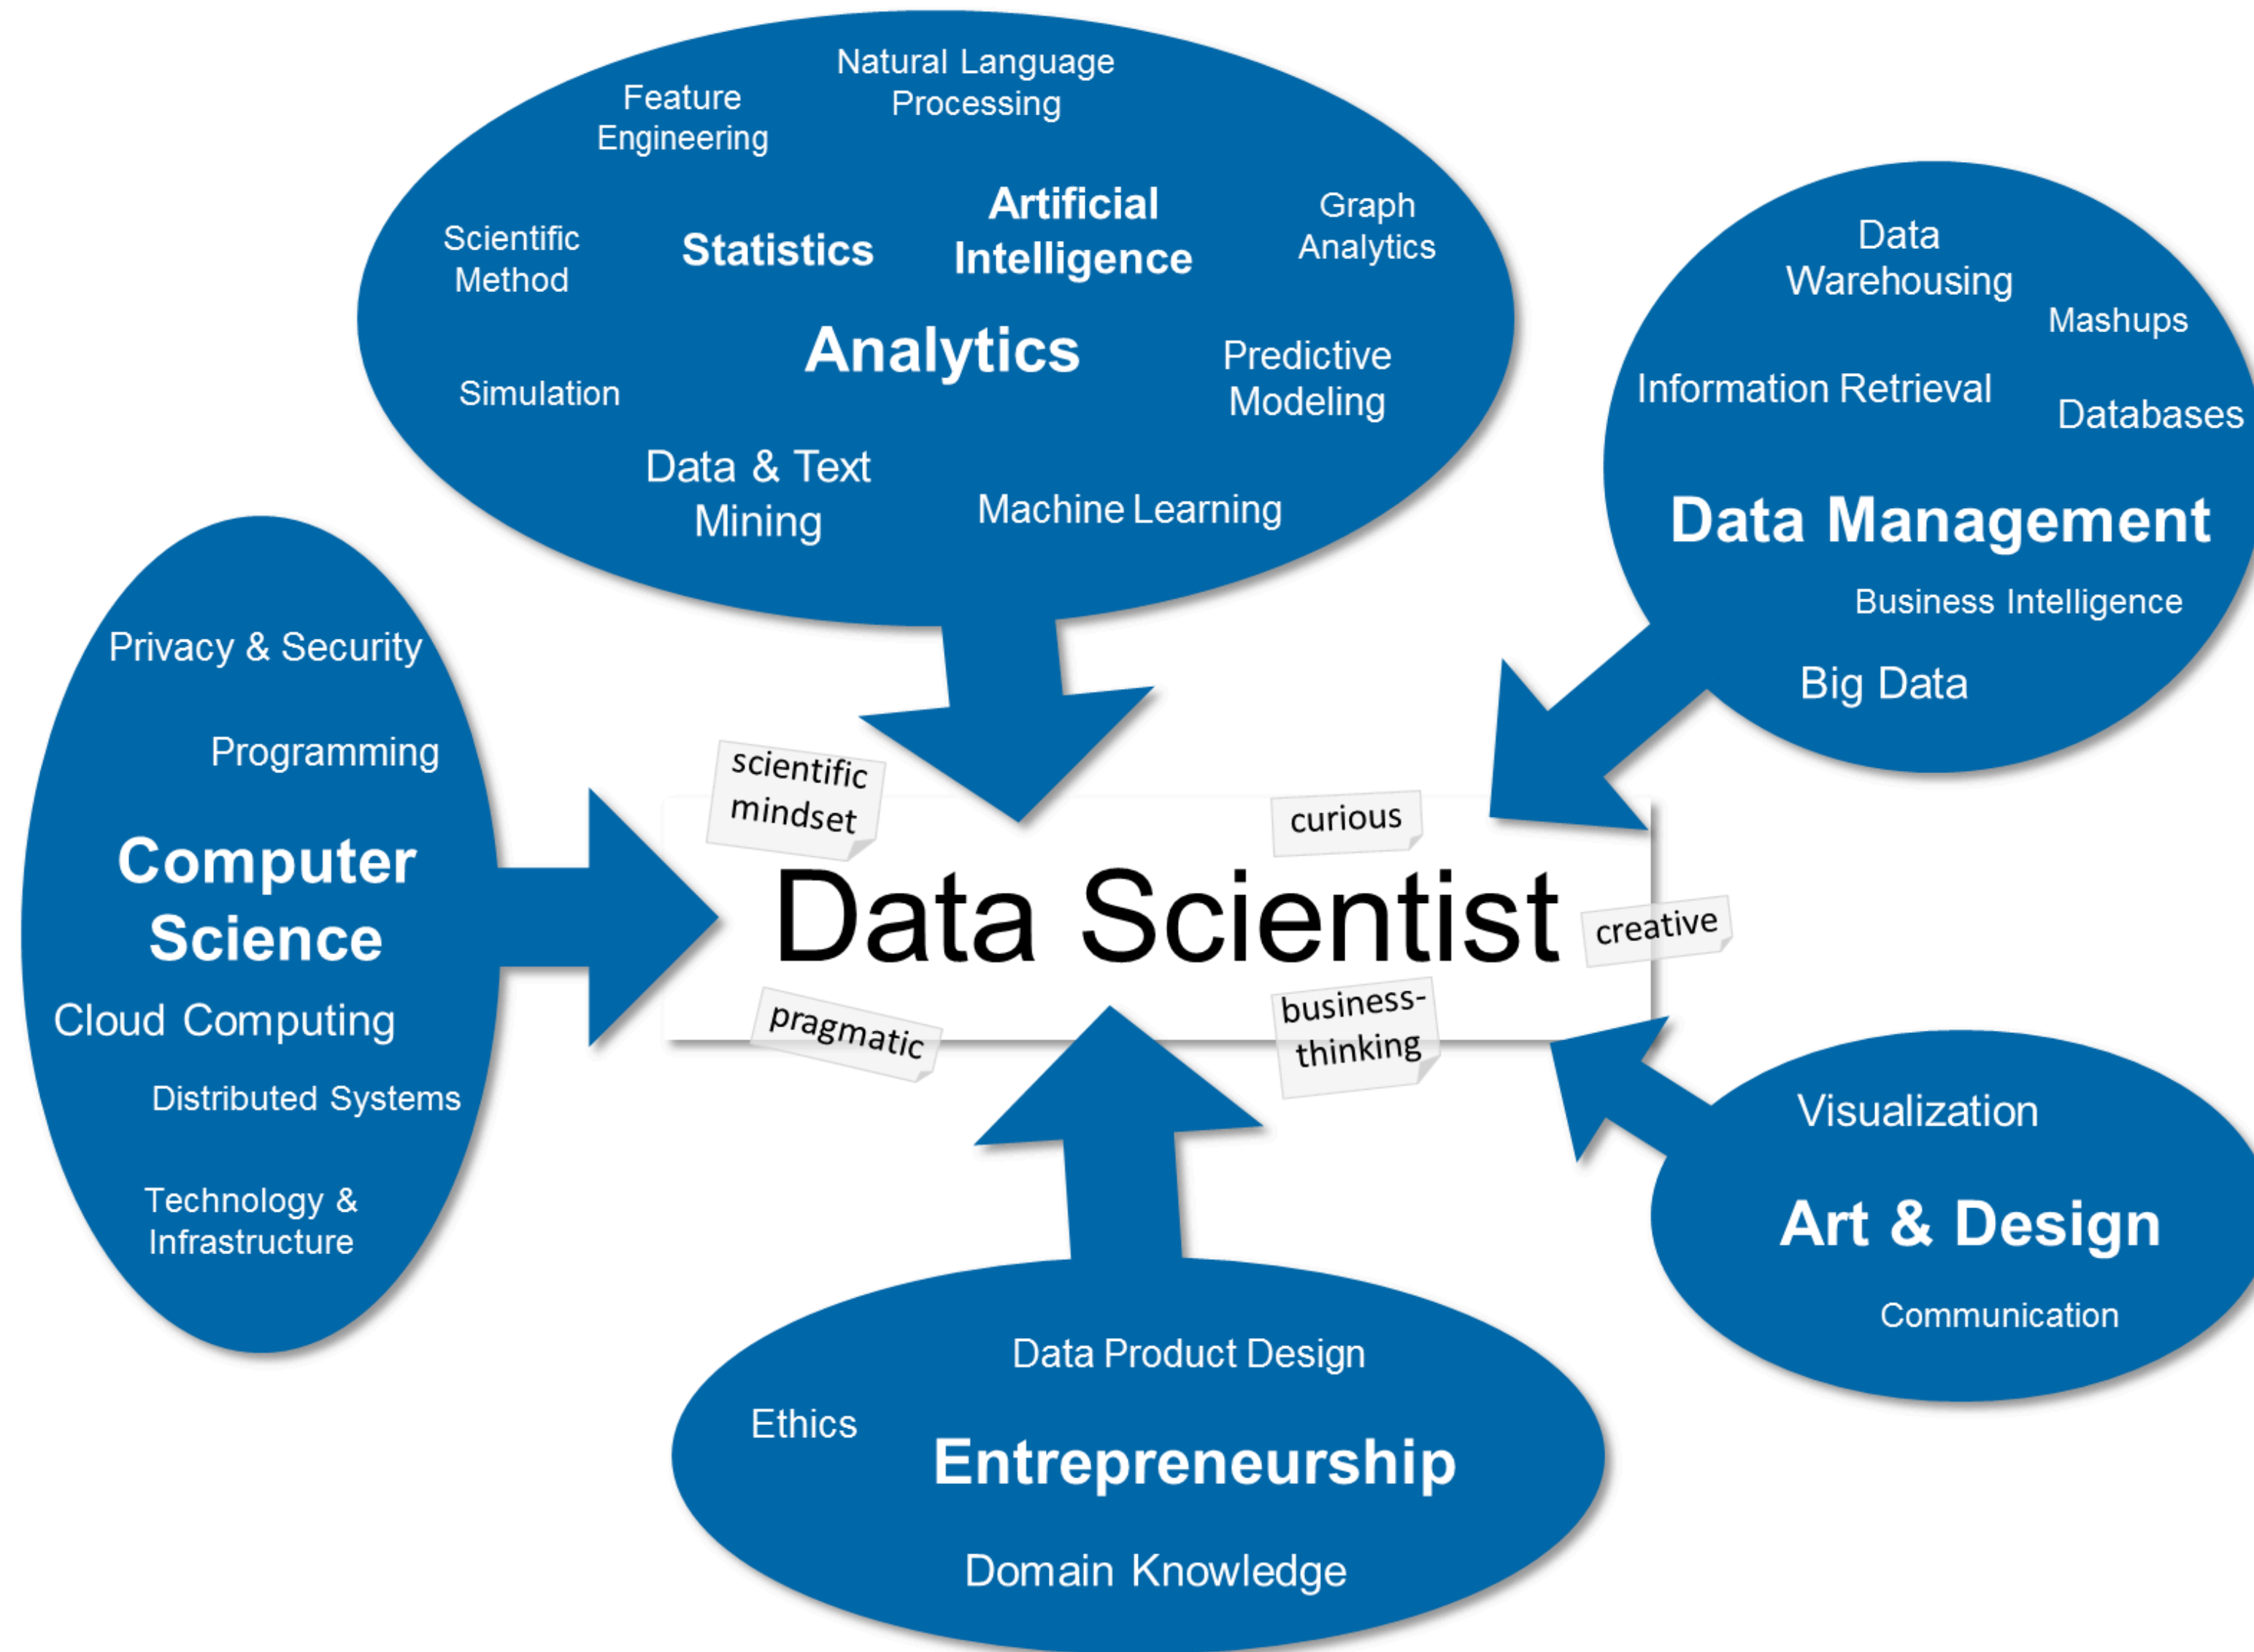 Natural Language
Processing
Feature
Engineering
Artificial
Intelligence
Statistics
Graph
Analytics
Scientific
Method
Analytics
Predictive
Modeling
Simulation
Data & Text
Mining
Machine Learning
Data
Warehousing
Mashups
Information Retrieval
Databases
Data Management
Business Intelligence
Big Data
Privacy & Security
Programming
Computer
Science
Cloud Computing
Distributed Systems
Technology &
Infrastructure
scientific
mindset
curious
Data Scientist
creative
pragmatic
business-
thinking
Visualization
Art & Design
Communication
Data Product Design
Ethics
Entrepreneurship
Domain Knowledge